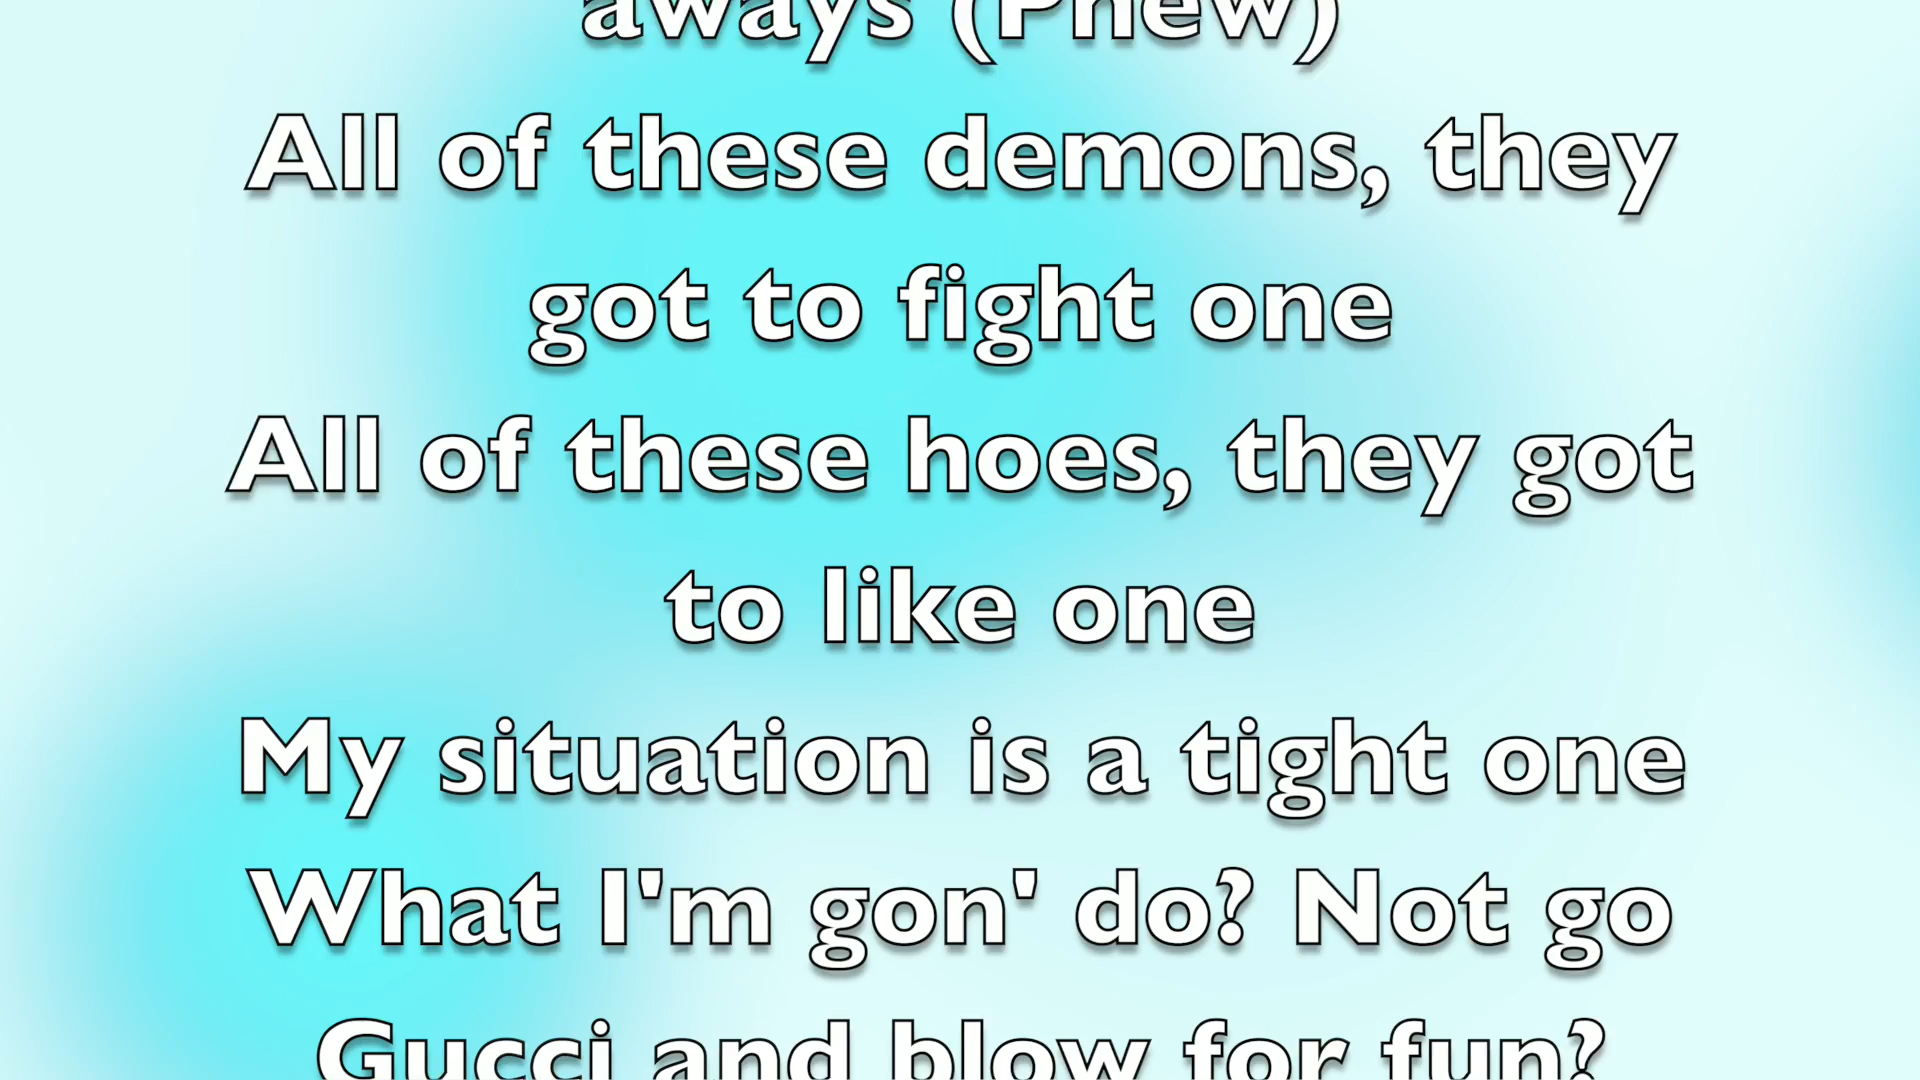 aways (Phew)
All of these demons, they
got to fight one
All of these hoes, they got
to like one
My situation is a tight one
What I'm gon' do? Not go
Gucci and blow for fun?